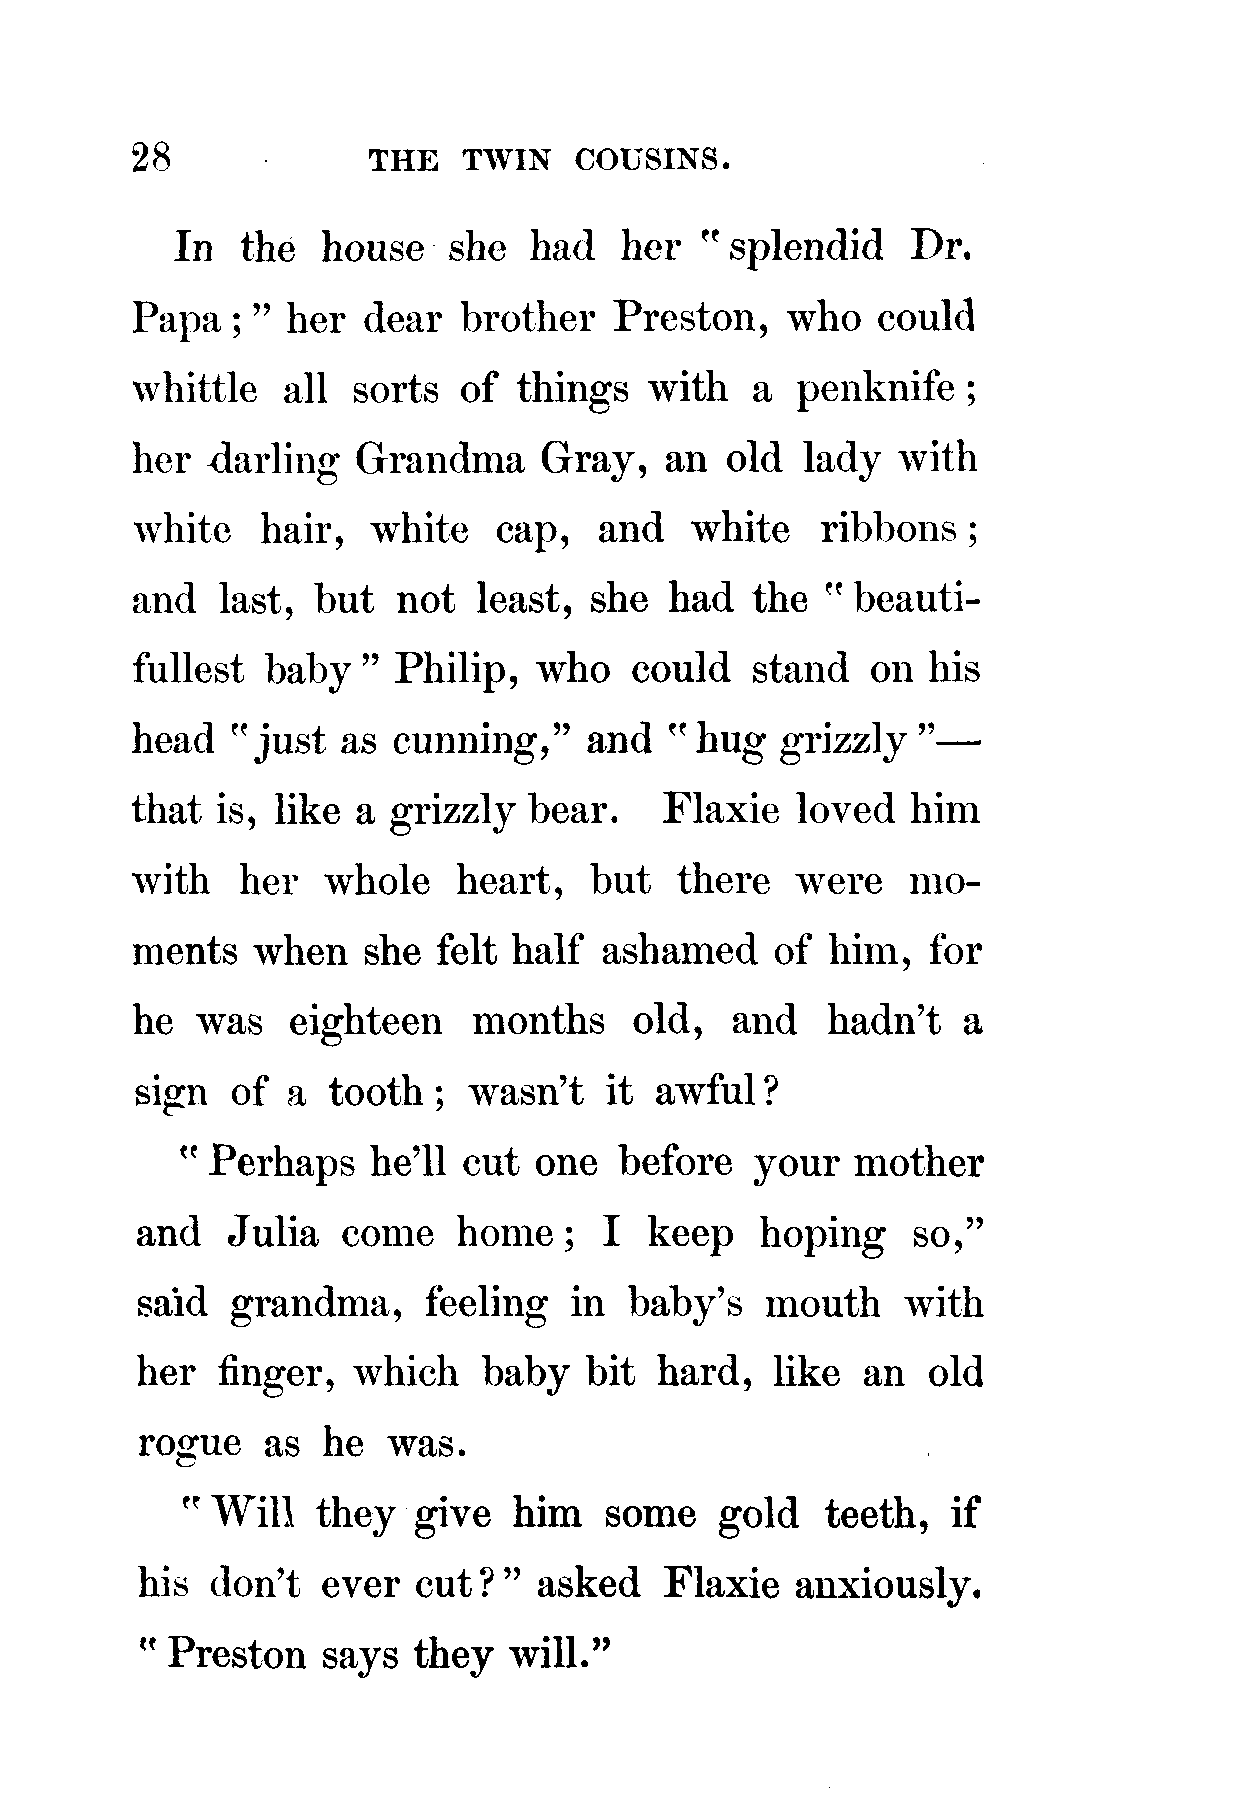 28 THE TWIN COUSINS.
In the house she had her "splendid Dr.
Papa;" her dear brother Preston, who could
whittle all sorts of things with a penknife;
her darling Grandma Gray, an old lady with
white hair, white cap, and white ribbons;
and last, but not least, she had the "beauti-
fullest baby" Philip, who could stand on his
head "just as cunning," and "hug grizzly"—
that is, like a grizzly bear. Flaxie loved him
with her whole heart, but there were mo-
ments when she felt half ashamed of him, for
he was eighteen months old, and hadn't a
sign of a tooth; wasn't it awful?
"Perhaps he'll cut one before your mother
and Julia come home; I keep hoping so,"
said grandma, feeling in baby's mouth with
her finger, which baby bit hard, like an old
rogue as he was.
"Will they give him some gold teeth, if
his don't ever cut?" asked Flaxie anxiously.
"Preston says they will."